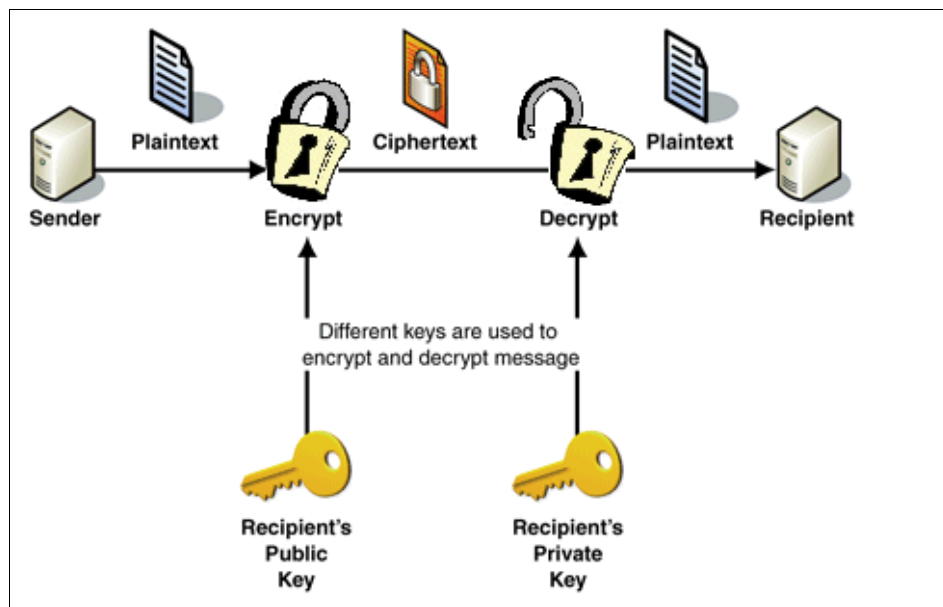 Plaintext
Ciphertext
Plaintext
Sender
Encrypt
Decrypt
Recipient
Different keys are used to
encrypt and decrypt message
Recipient's
Public
Key
Recipient's
Private
Key